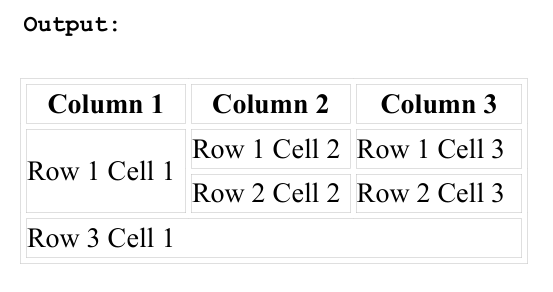 Output:
Column 1 Column 2 Column 3
Row 1 Cell 1 Row 1 Cell 2 Row 1 Cell 3
Row 2 Cell 2 Row 2 Cell 3
Row 3 Cell 1